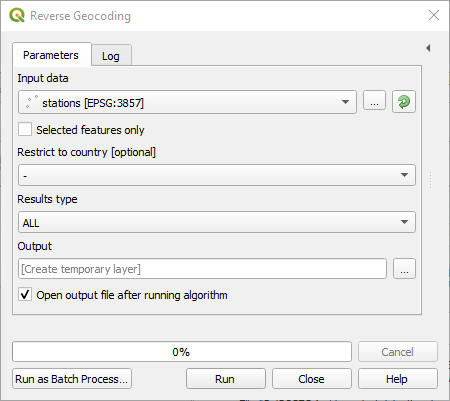 Reverse Geocoding
Parameters Log
Input data
stations [EPSG:3857]
...
Selected features only
Restrict to country [optional]
-
Results type
ALL
Output
[Create temporary layer]
...
Open output file after running algorithm
0%
Cancel
Run as Batch Process... Run Close Help